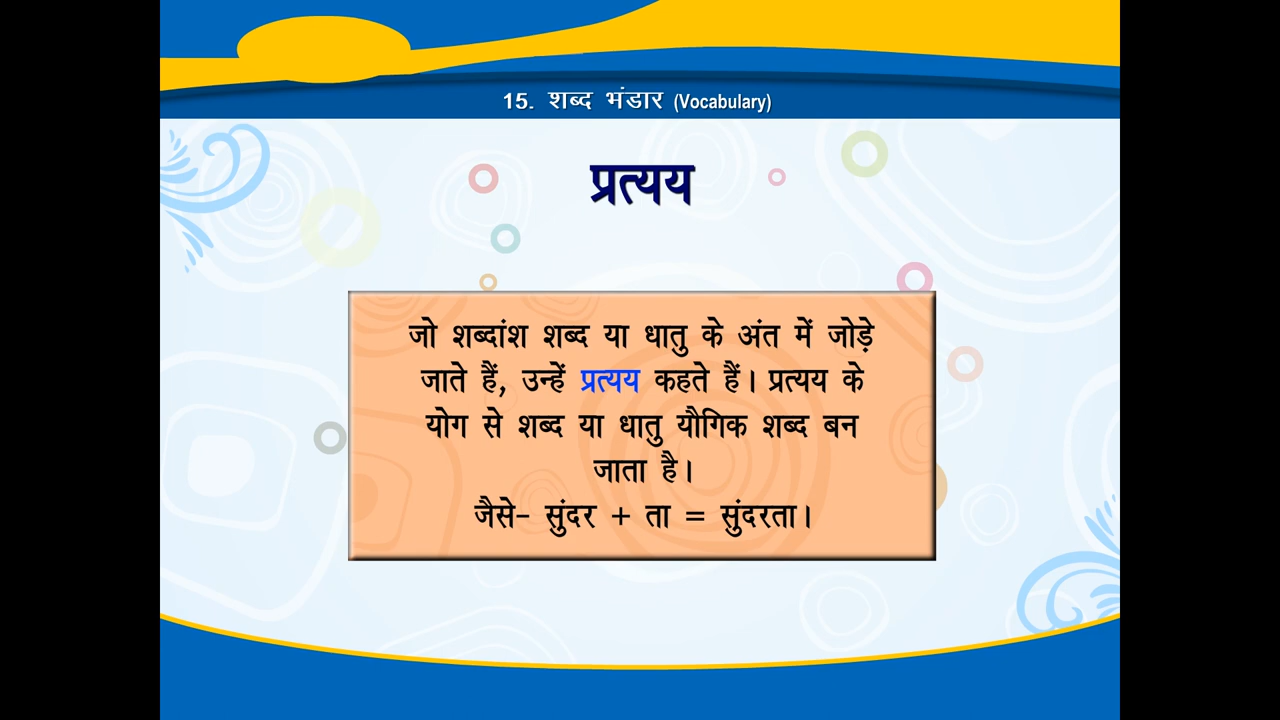 15. शब्द भंडार (Vocabulary)
प्रत्यय
जो शब्दांश शब्द या धातु के अंत में जोड़े
जाते हैं, उन्हें प्रत्यय कहते हैं। प्रत्यय के
योग से शब्द या धातु यौगिक शब्द बन
जाता है।
जैसे- सुंदर + ता = सुंदरता।